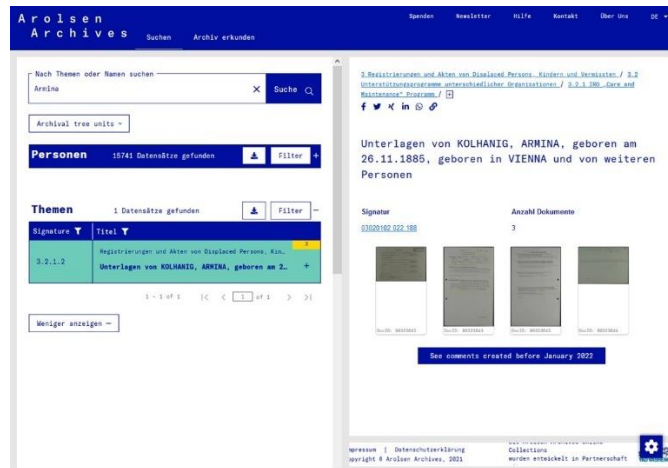 Arolsen
Archives
Suchen
Archiv erkunden
Spenden
Newsletter
Hilfe
Kontakt
Über Uns
DE
Nach Themen oder Namen suchen
Armina
Suche
Archival tree units
Personen
15741 Datensätze gefunden
Filter
Themen
1 Datensätze gefunden
Filter
Signature
Titel
3.2.1.2
Registrierungen und Akten von Displaced Persons, Kin…
Unterlagen von KOLHANIG, ARMINA, geboren am 2…
1 - 1 of 1
1 of 1
Weniger anzeigen
3 Registrierungen und Akten von Displaced Persons, Kindern und Vermissten / 3.2
Unterstützungsprogramme unterschiedlicher Organisationen / 3.2.1 IRO „Care and
Maintenance" Programm /
Unterlagen von KOLHANIG, ARMINA, geboren am
26.11.1885, geboren in VIENNA und von weiteren
Personen
Signatur
Anzahl Dokumente
03020102 022.188
3
See comments created before January 2022
mpressum | Datenschutzerklärung
Collections
opyright © Arolsen Archives, 2021
wurden entwickelt in Partnerschaft